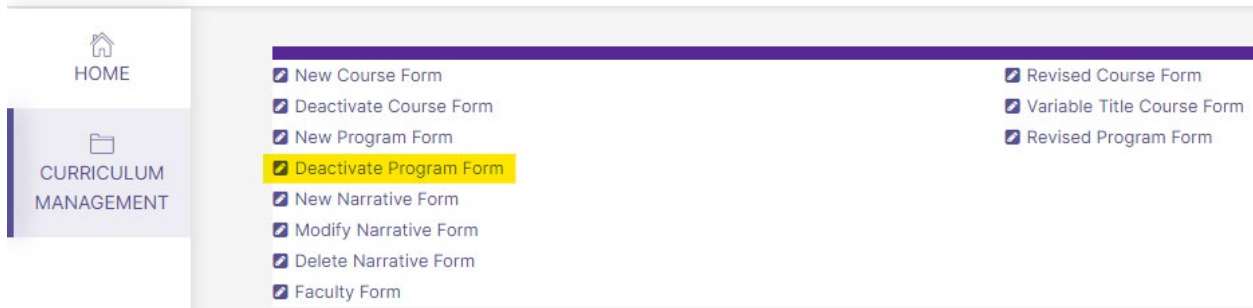 HOME
CURRICULUM
MANAGEMENT
New Course Form
Deactivate Course Form
New Program Form
Deactivate Program Form
New Narrative Form
Modify Narrative Form
Delete Narrative Form
Faculty Form
Revised Course Form
Variable Title Course Form
Revised Program Form